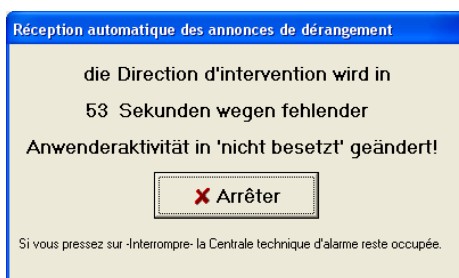 Réception automatique des annonces de dérangement
die Direction d'intervention wird in
53 Sekunden wegen fehlender
Anwenderaktivität in 'nicht besetzt' geändert!
Arrêter
Si vous pressez sur -Interrompre- la Centrale technique d'alarme reste occupée.